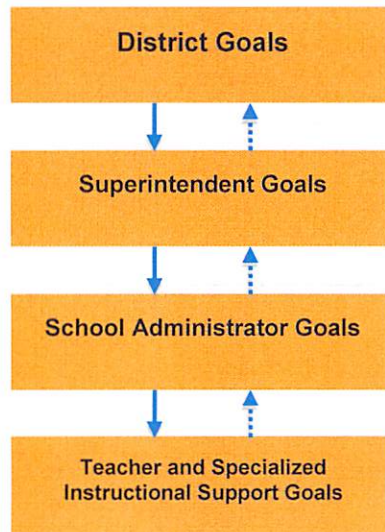 District Goals
Superintendent Goals
School Administrator Goals
Teacher and Specialized
Instructional Support Goals